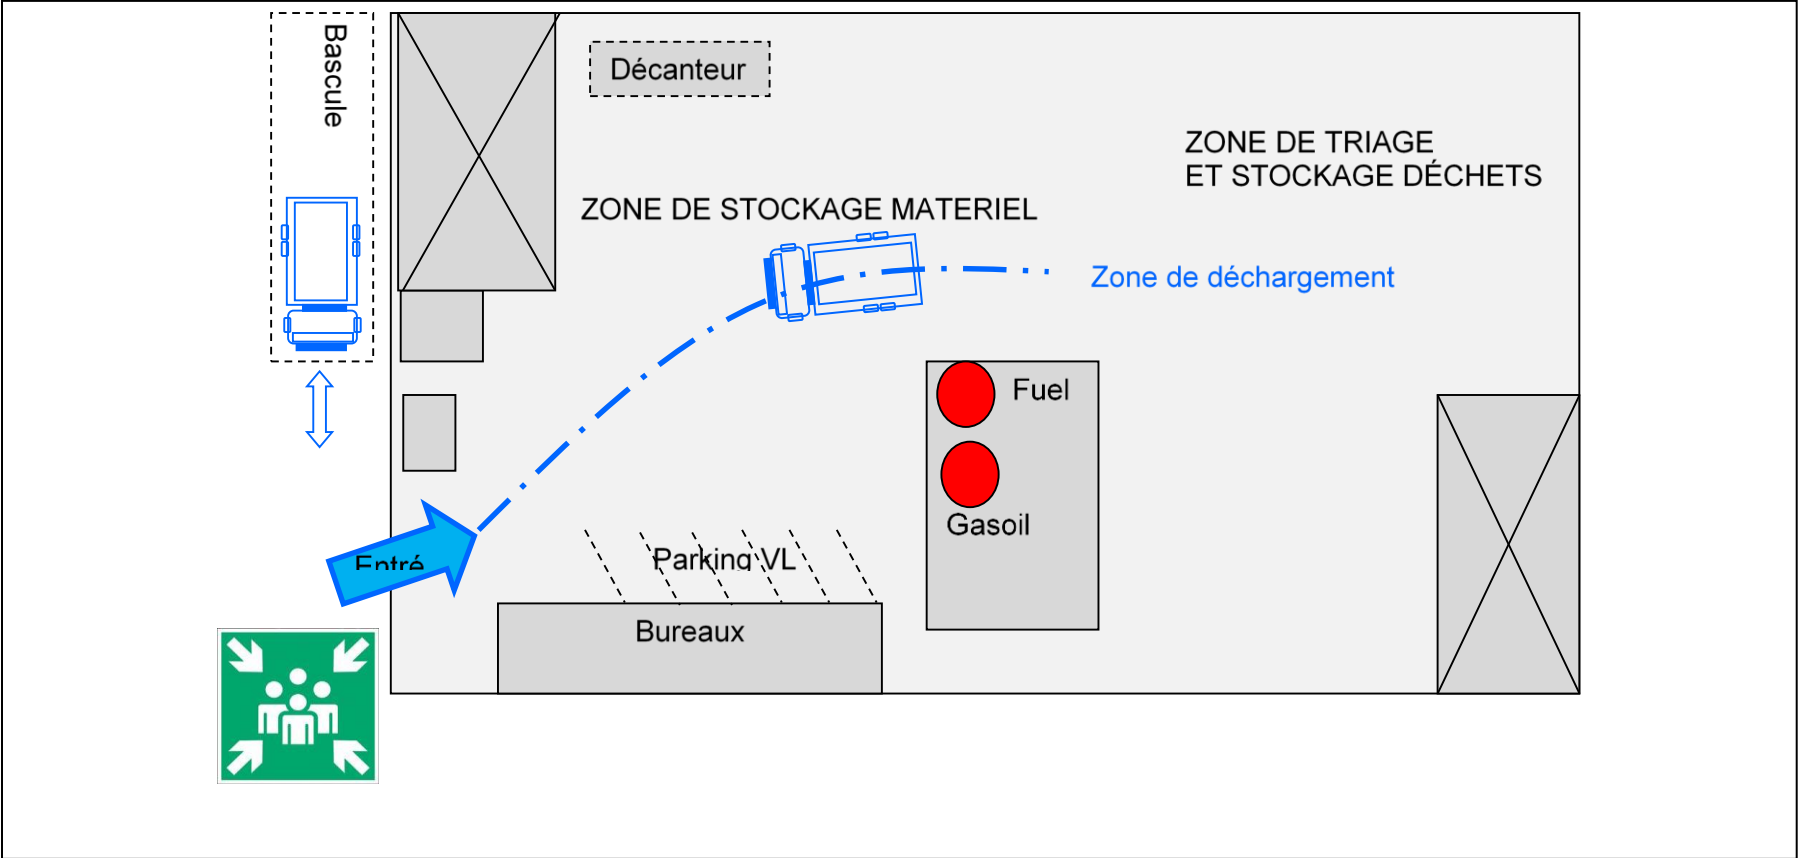 Bascule
Décanteur
ZONE DE TRIAGE
ET STOCKAGE DÉCHETS
ZONE DE STOCKAGE MATERIEL
Zone de déchargement
Fuel
Gasoil
Entré
Parking VL
Bureaux